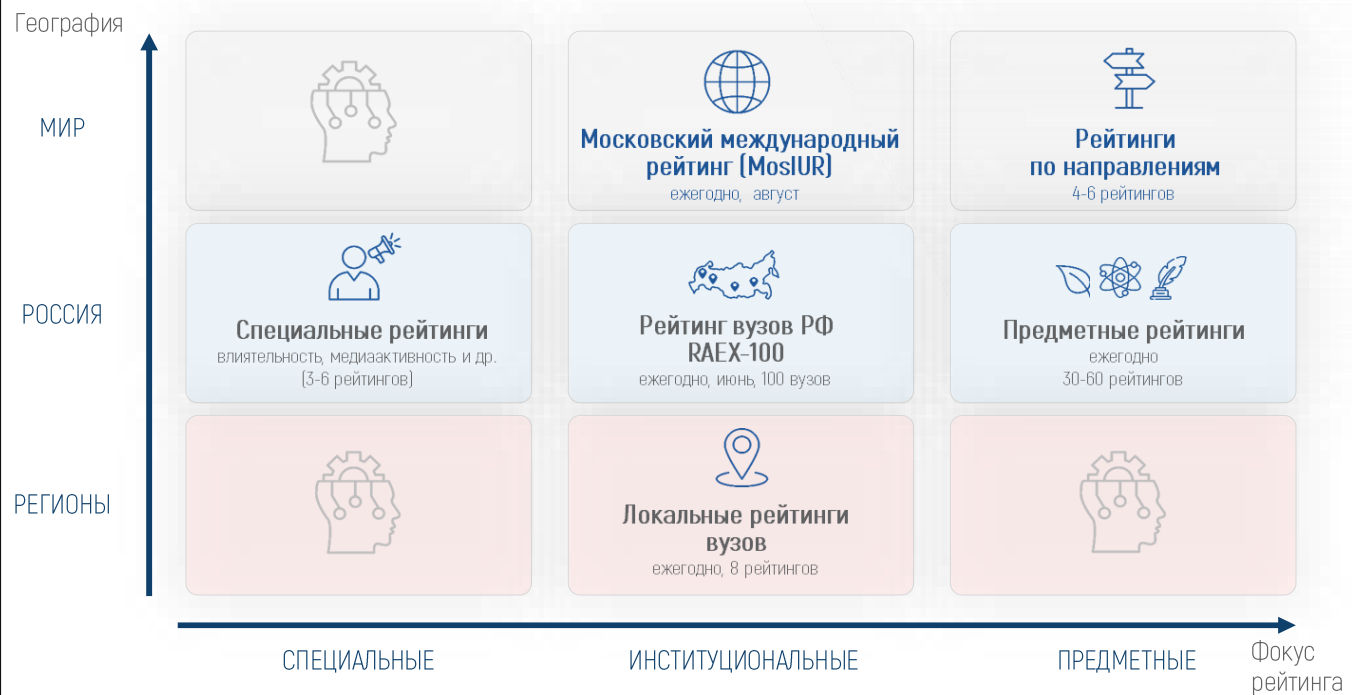 География
МИР
Московский международный
рейтинг (MosIUR)
ежегодно, август
Рейтинги
по направлениям
4-6 рейтингов
РОССИЯ
Специальные рейтинги
влиятельность, медиаактивность и др.
(3-6 рейтингов)
Рейтинг вузов РФ
RAEX-100
ежегодно, июнь, 100 вузов
Предметные рейтинги
ежегодно
30-60 рейтингов
РЕГИОНЫ
Локальные рейтинги
вузов
ежегодно, 8 рейтингов
СПЕЦИАЛЬНЫЕ
ИНСТИТУЦИОНАЛЬНЫЕ
ПРЕДМЕТНЫЕ
Фокус
рейтинга